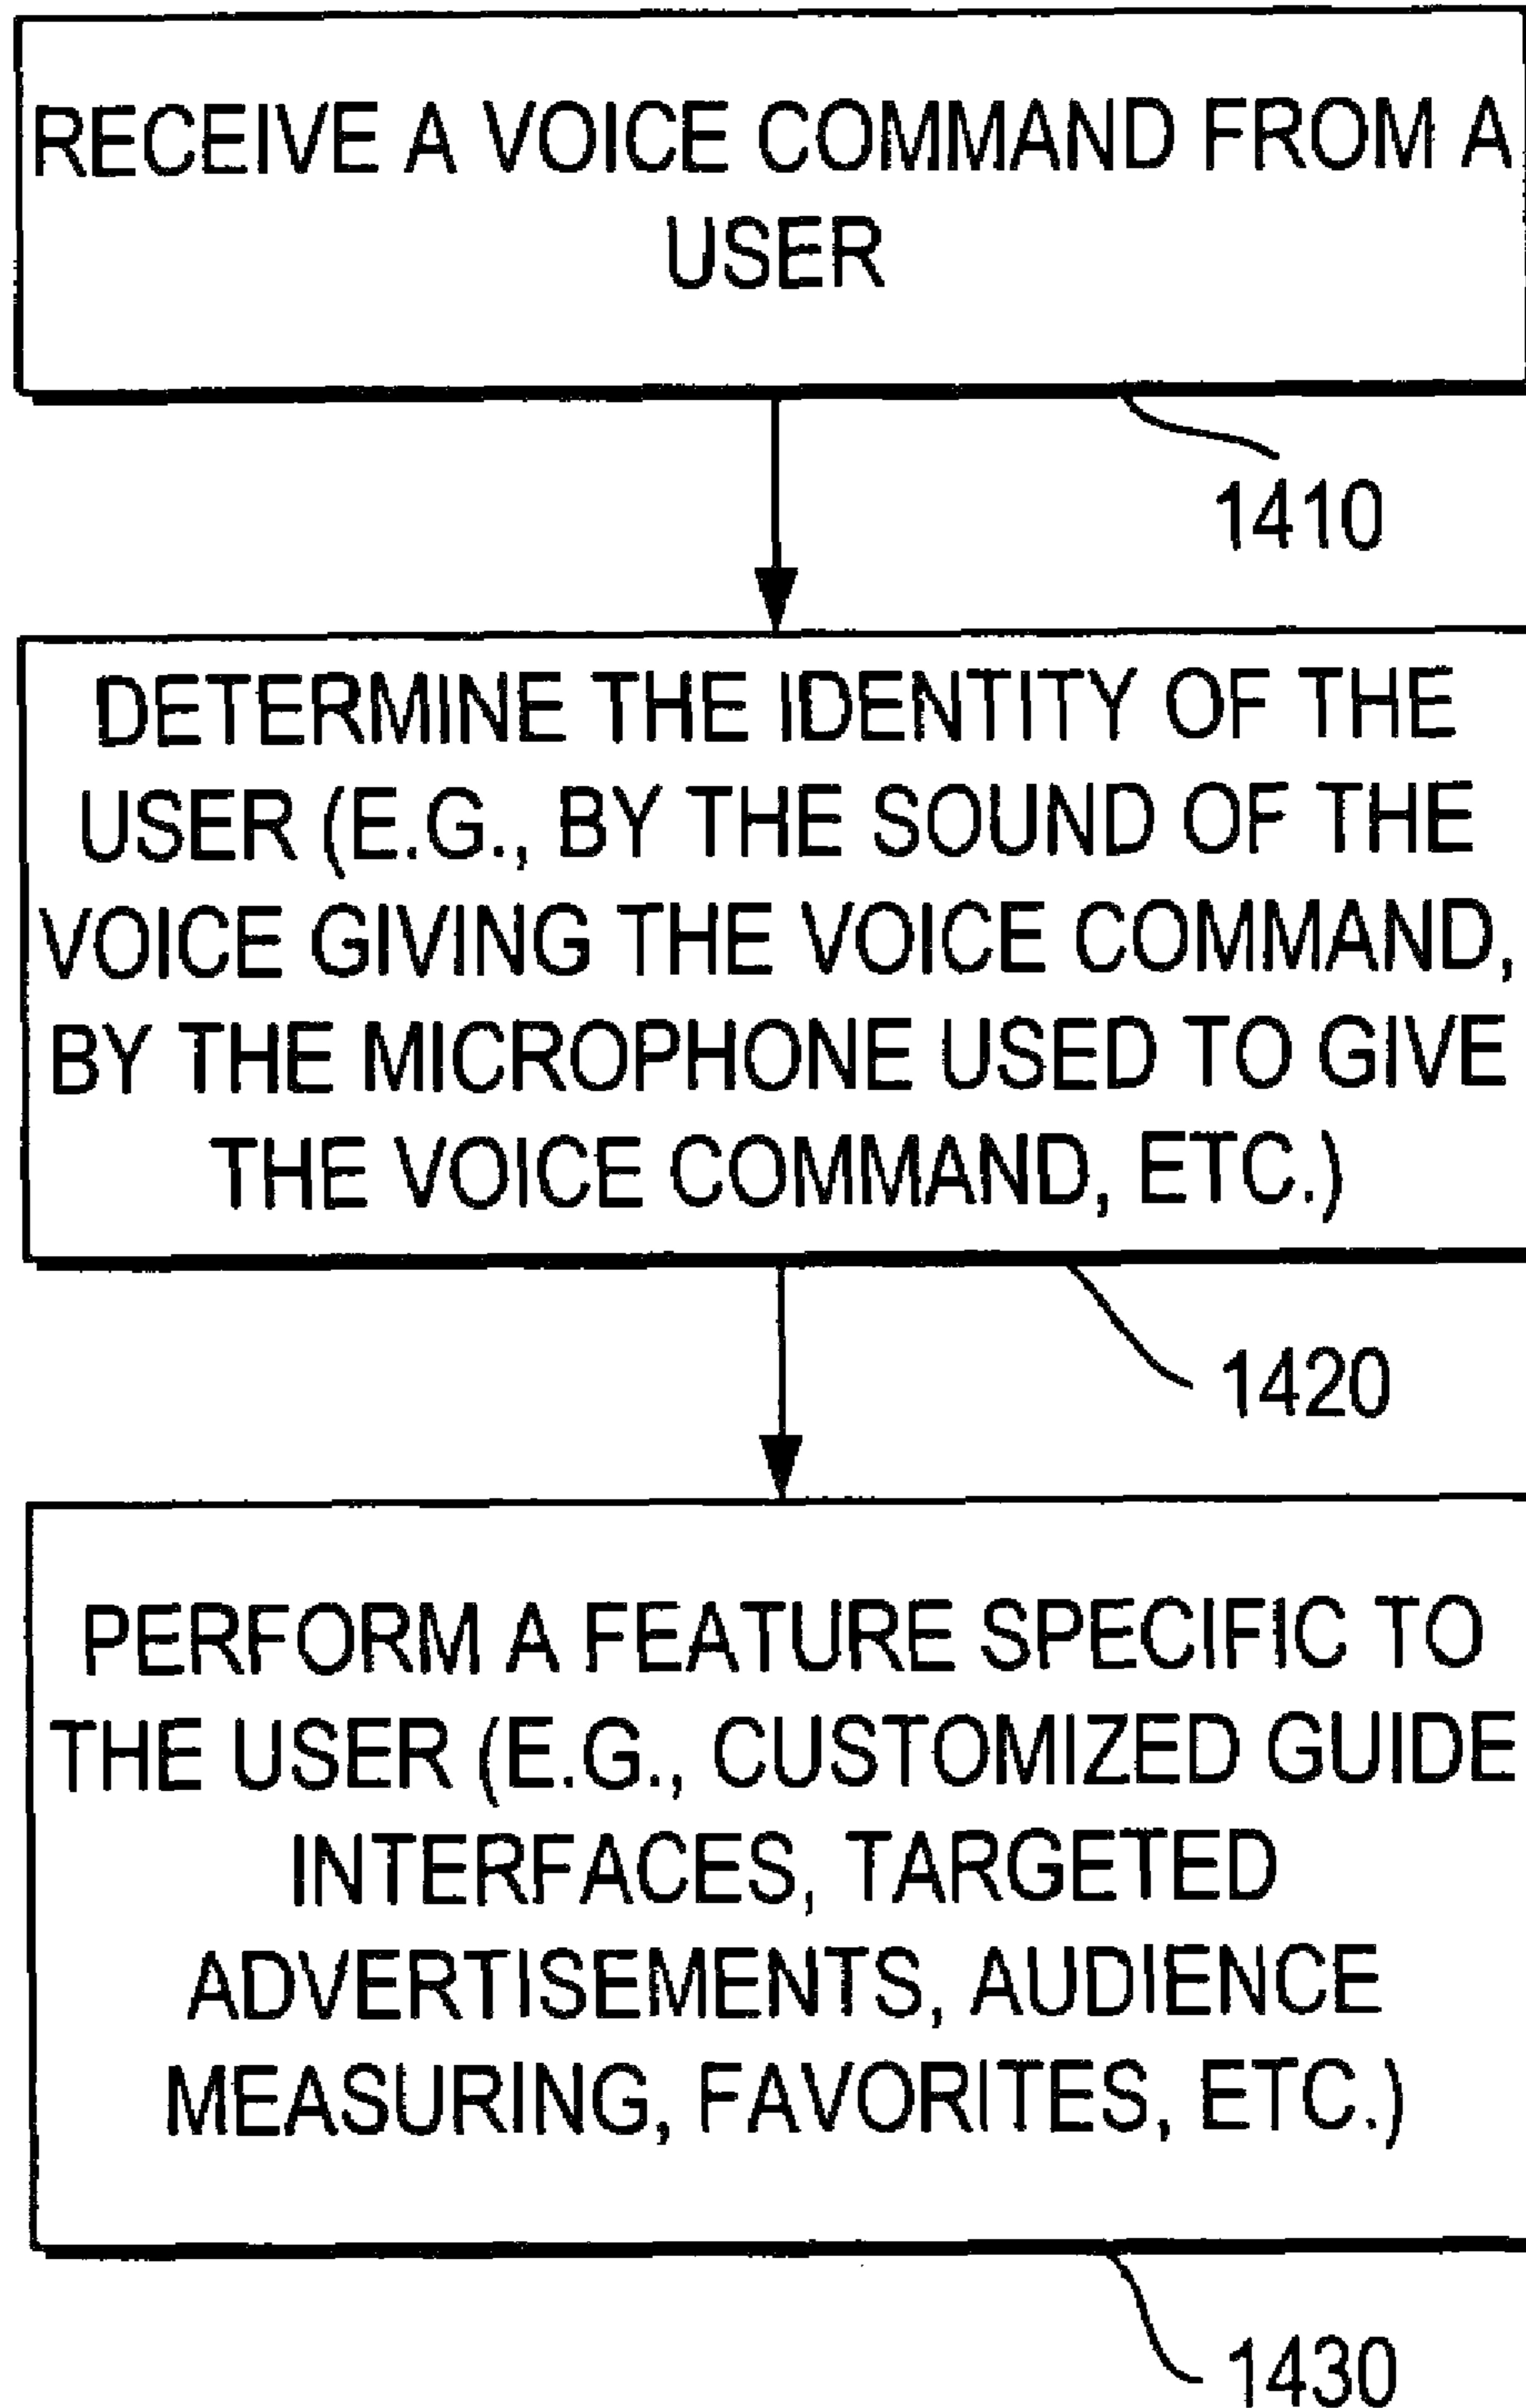 RECEIVE A VOICE COMMAND FROM A
USER
1410
DETERMINE THE IDENTITY OF THE
USER (E.G., BY THE SOUND OF THE
VOICE GIVING THE VOICE COMMAND,
BY THE MICROPHONE USED TO GIVE
THE VOICE COMMAND, ETC.)
1420
PERFORM A FEATURE SPECIFIC TO
THE USER (E.G., CUSTOMIZED GUIDE
INTERFACES, TARGETED
ADVERTISEMENTS, AUDIENCE
MEASURING, FAVORITES, ETC.)
1430